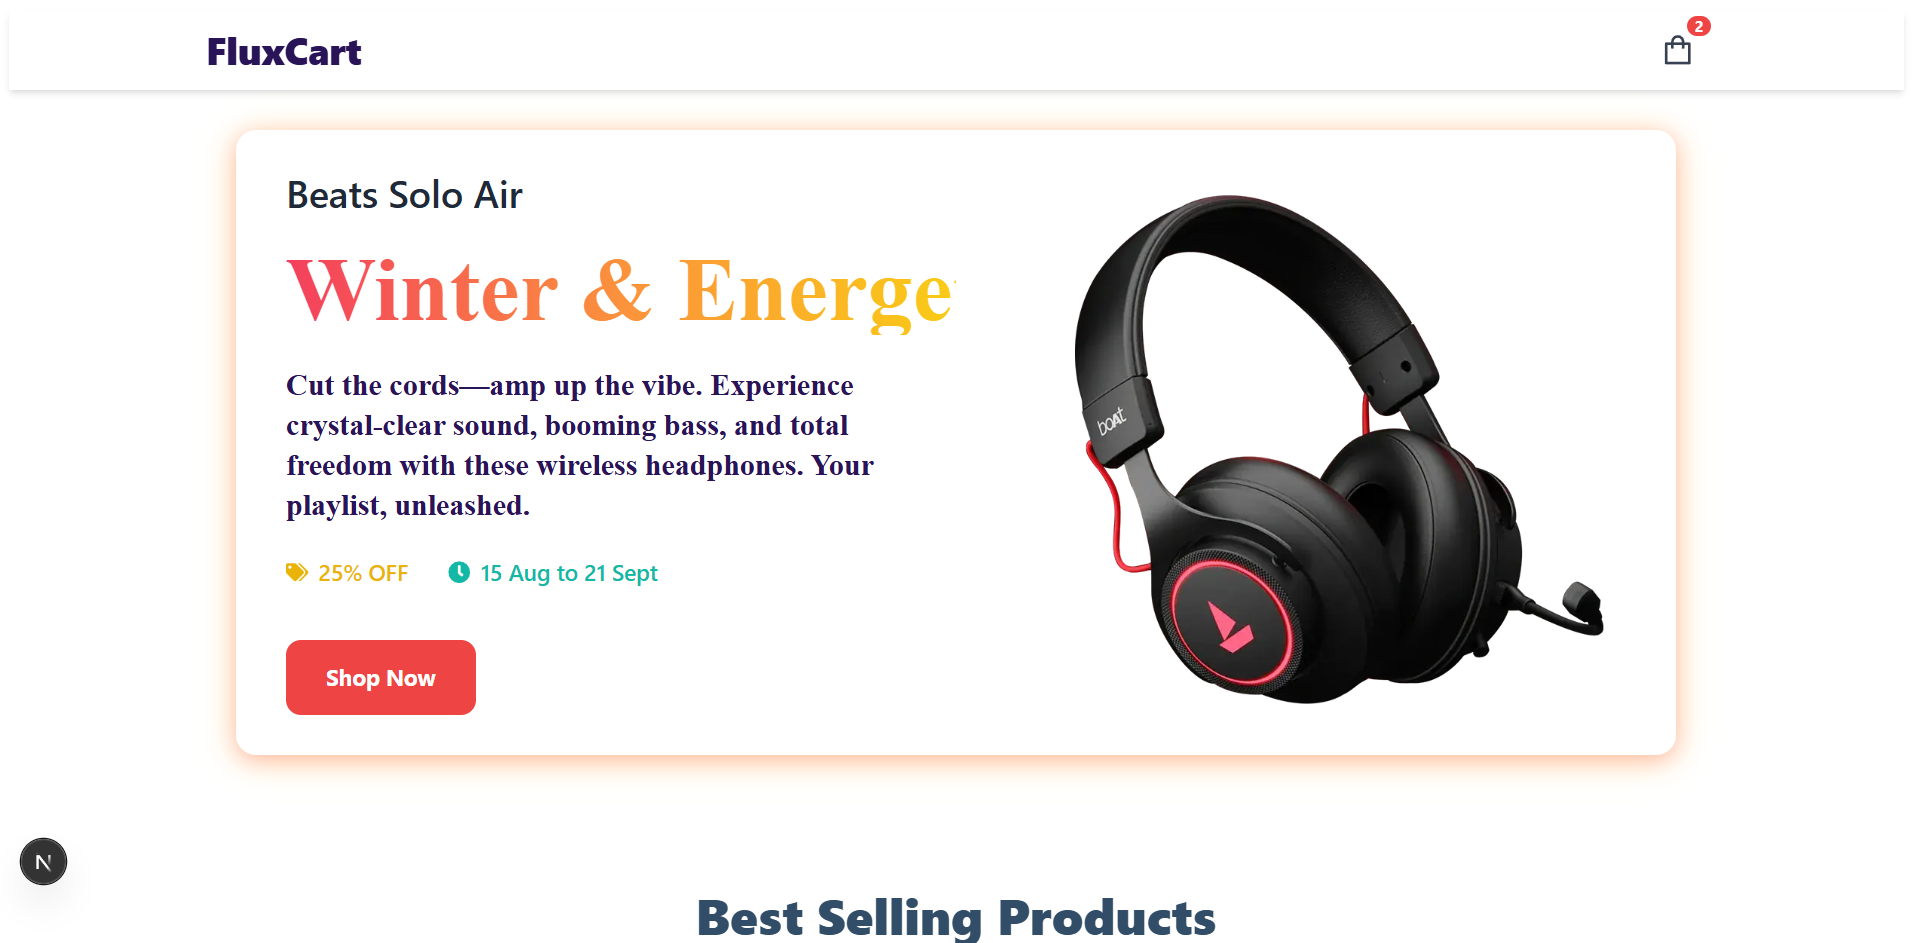 FluxCart
2
Beats Solo Air
Winter & Energe
Cut the cords—amp up the vibe. Experience
crystal-clear sound, booming bass, and total
freedom with these wireless headphones. Your
playlist, unleashed.
25% OFF 15 Aug to 21 Sept
Shop Now
boAt
N
Best Selling Products